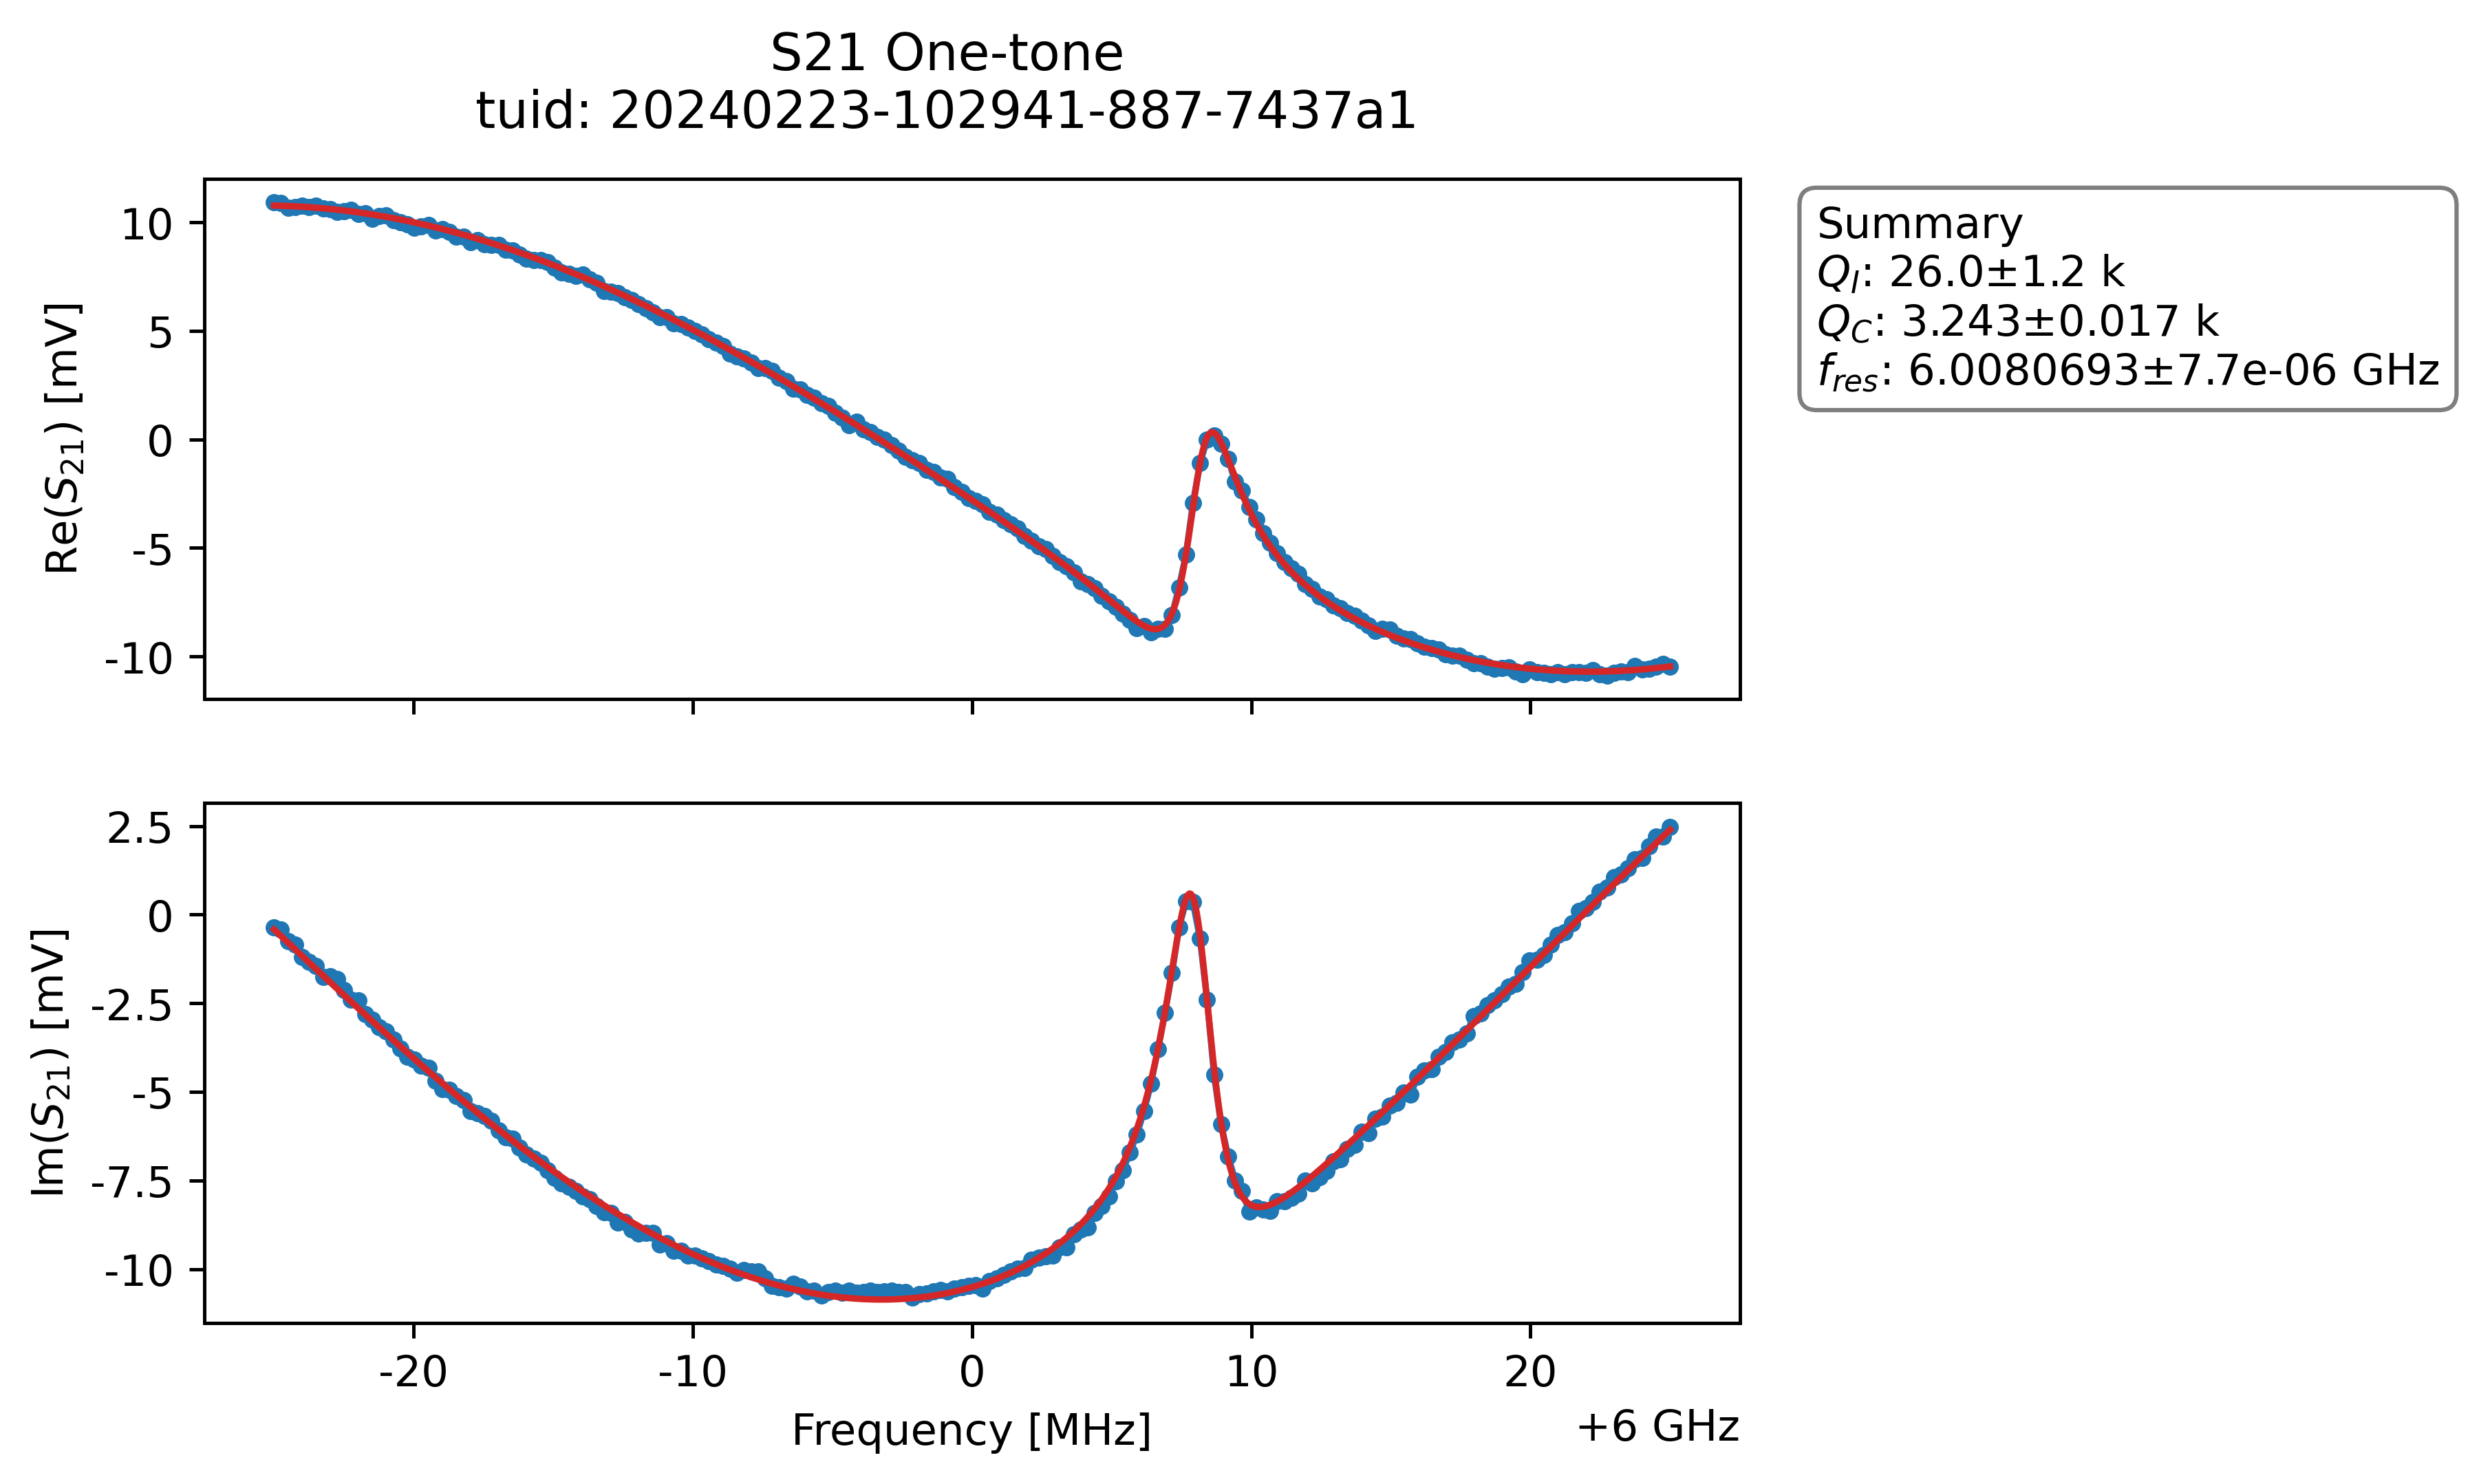 S21 One-tone
tuid: 20240223-102941-887-7437a1
10
5
0
-5
-10
Re(S21) [mV]
Summary
QI: 26.0±1.2 k
QC: 3.243±0.017 k
fres: 6.0080693±7.7e-06 GHz
2.5
0
-2.5
-5
-7.5
-10
Im(S21) [mV]
-20 -10 0 10 20
Frequency [MHz]
+6 GHz